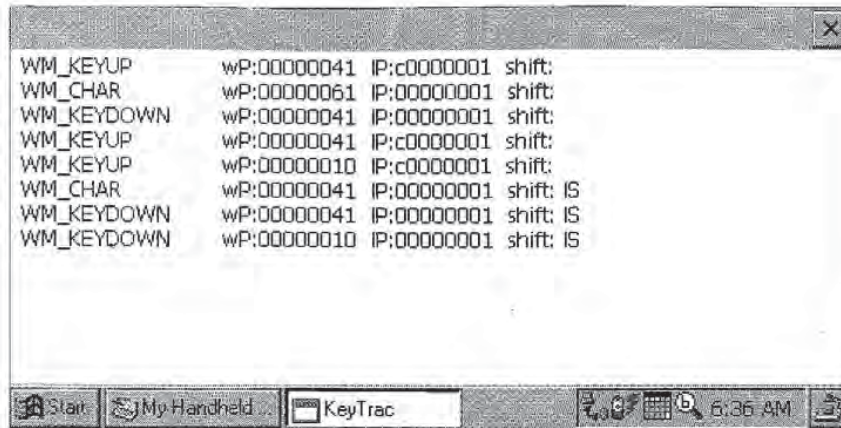 WM_KEYUP wP:00000041 lP:c0000001 shift:
WM_CHAR wP:00000061 lP:00000001 shift:
WM_KEYDOWN wP:00000041 lP:00000001 shift:
WM_KEYUP wP:00000041 lP:c0000001 shift:
WM_KEYUP wP:00000010 lP:c0000001 shift:
WM_CHAR wP:00000041 lP:00000001 shift: lS
WM_KEYDOWN wP:00000041 lP:00000001 shift: lS
WM_KEYDOWN wP:00000010 lP:00000001 shift: lS
Start My Handheld ... KeyTrac 6:36 AM